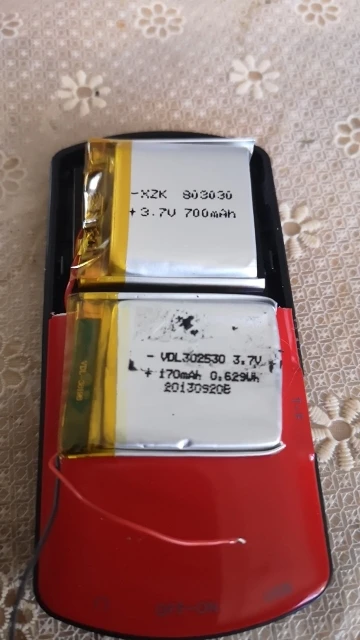 -XZK 803030
+3.7V 700mAh
- VDL302530 3.7V
+ 170mAh 0.629Wh
20130920B